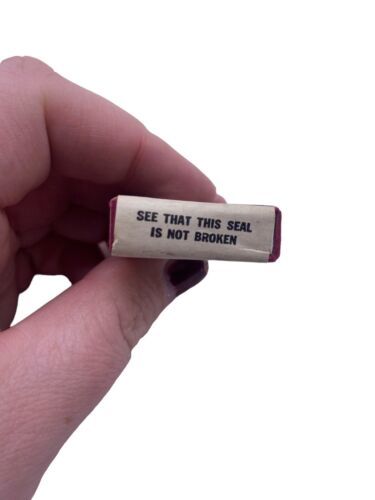 SEE THAT THIS SEAL
IS NOT BROKEN